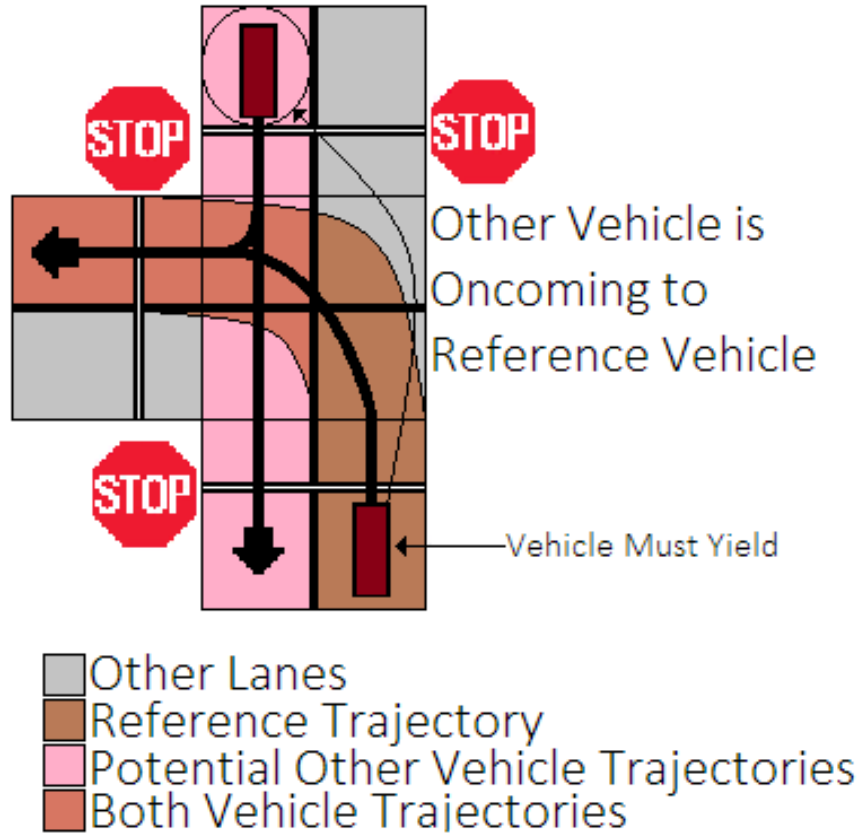 STOP
STOP
Other Vehicle is
Oncoming to
Reference Vehicle
STOP
Vehicle Must Yield
Other Lanes
Reference Trajectory
Potential Other Vehicle Trajectories
Both Vehicle Trajectories